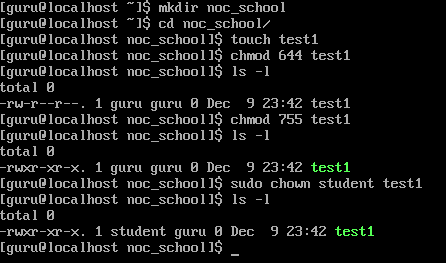 [guru@localhost ~]$ mkdir noc_school
[guru@localhost ~]$ cd noc_school/
[guru@localhost noc_school]$ touch test1
[guru@localhost noc_school]$ chmod 644 test1
[guru@localhost noc_school]$ ls -l
total 0
-rw-r--r--. 1 guru guru 0 Dec  9 23:42 test1
[guru@localhost noc_school]$ chmod 755 test1
[guru@localhost noc_school]$ ls -l
total 0
-rwxr-xr-x. 1 guru guru 0 Dec  9 23:42 test1
[guru@localhost noc_school]$ sudo chown student test1
[guru@localhost noc_school]$ ls -l
total 0
-rwxr-xr-x. 1 student guru 0 Dec  9 23:42 test1
[guru@localhost noc_school]$ _